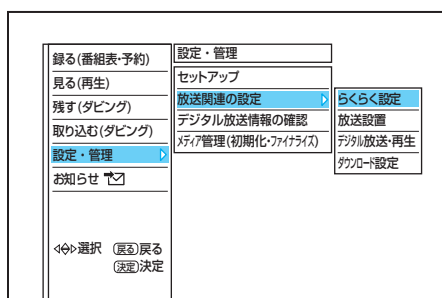 録る(番組表･予約)
見る(再生)
残す(ダビング)
取り込む(ダビング)
設定・管理
お知らせ
選択 戻る戻る
決定決定
設定・管理
セットアップ
放送関連の設定
デジタル放送情報の確認
メディア管理(初期化･ファイナライズ)
らくらく設定
放送設置
デジタル放送･再生
ダウンロード設定